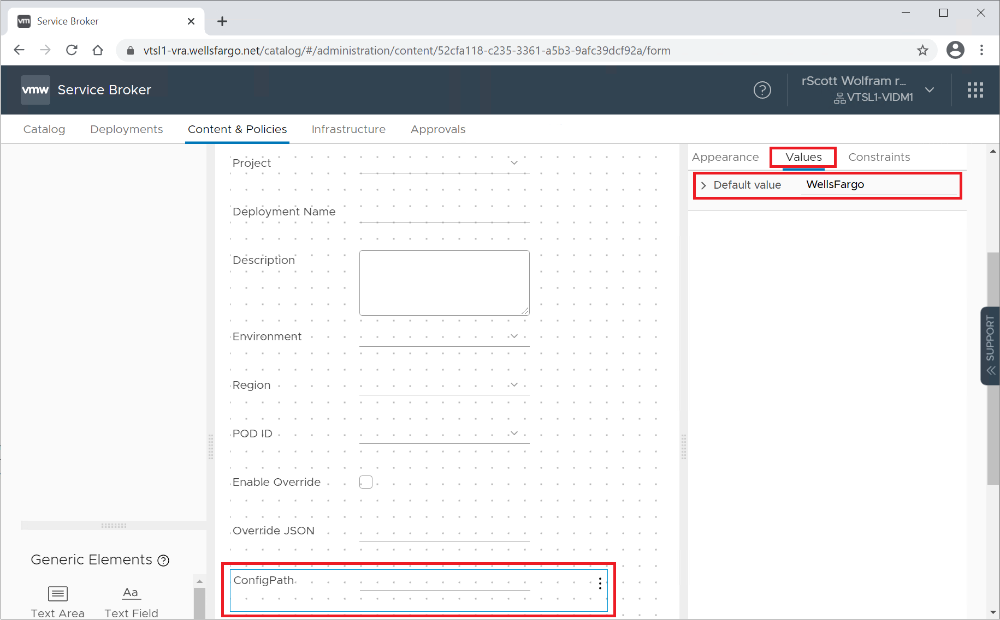 vm Service Broker
vtsl1-vra.wellsfargo.net/catalog/#/administration/content/52cfa118-c235-3361-a5b3-9afc39dcf92a/form
vmw Service Broker
rScott Wolfram r...
VTSL1-VIDM1
Catalog Deployments Content & Policies Infrastructure Approvals
Project
Deployment Name
Description
Environment
Region
POD ID
Enable Override
Override JSON
ConfigPath
Generic Elements
Text Area
Aa
Text Field
Appearance Values Constraints
Default value WellsFargo
SUPPORT